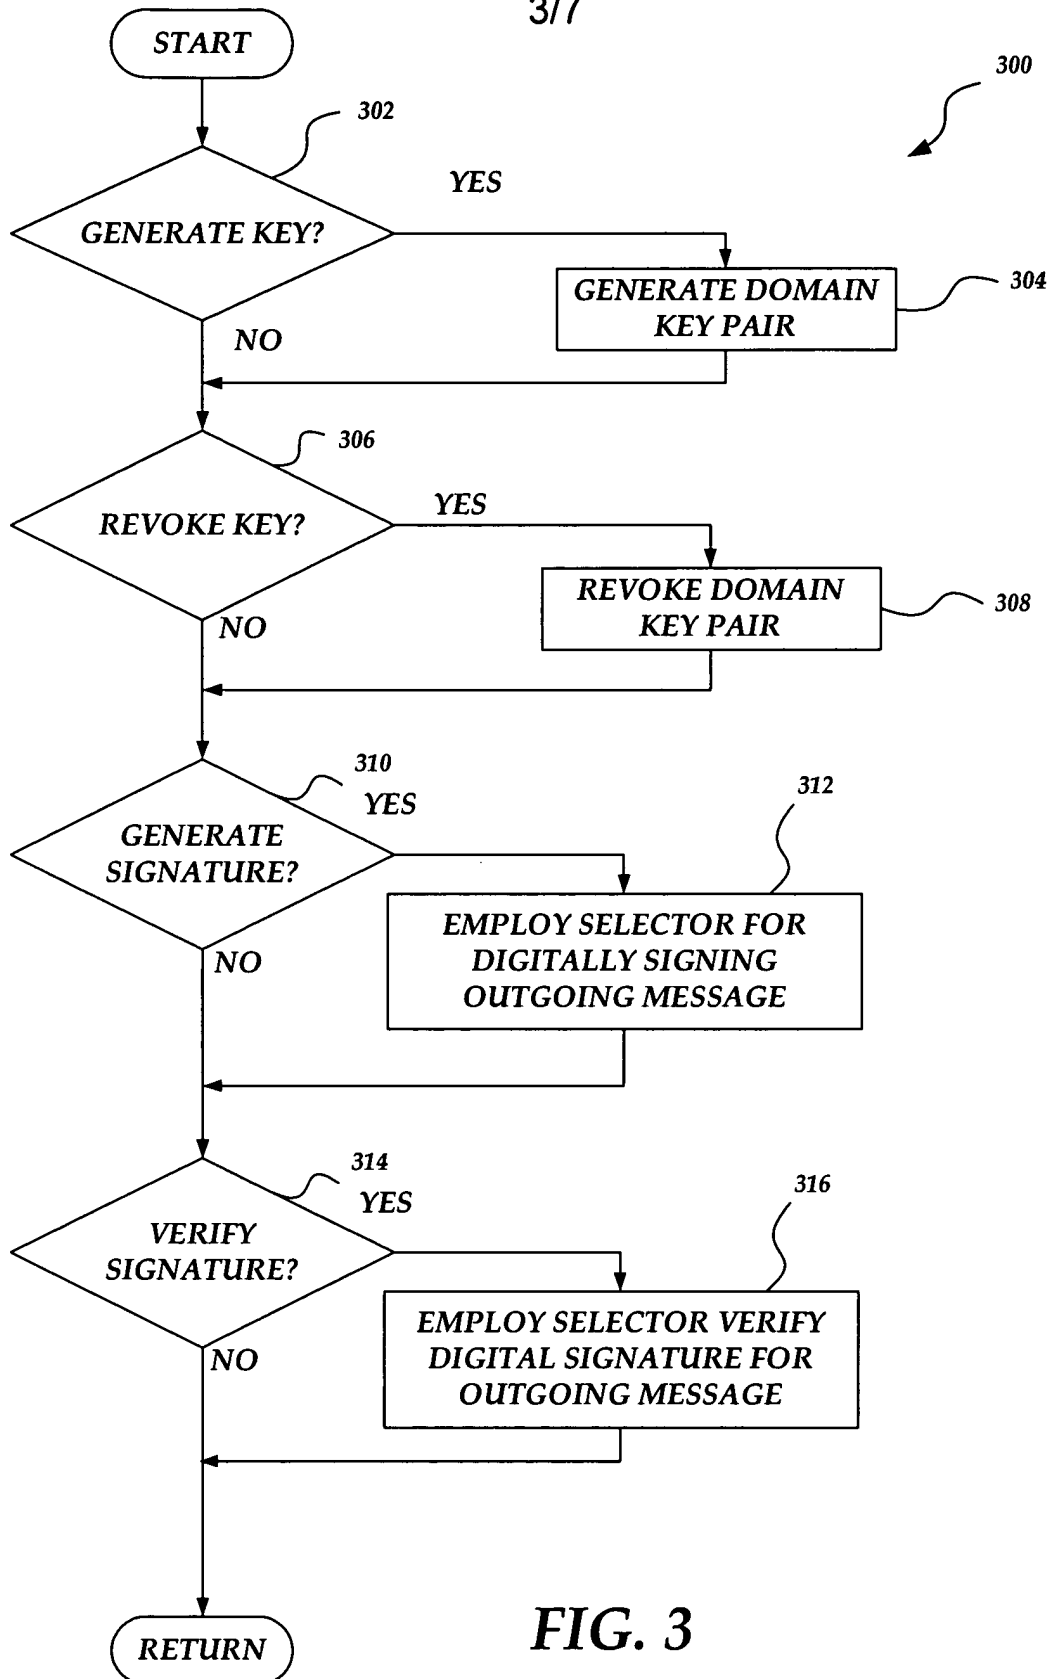 3/7
START
300
302
YES
GENERATE KEY?
GENERATE DOMAIN
KEY PAIR
304
NO
306
YES
REVOKE KEY?
REVOKE DOMAIN
KEY PAIR
308
NO
310
YES
312
GENERATE
SIGNATURE?
EMPLOY SELECTOR FOR
DIGITALLY SIGNING
OUTGOING MESSAGE
NO
314
YES
316
VERIFY
SIGNATURE?
EMPLOY SELECTOR VERIFY
DIGITAL SIGNATURE FOR
OUTGOING MESSAGE
NO
RETURN
FIG. 3